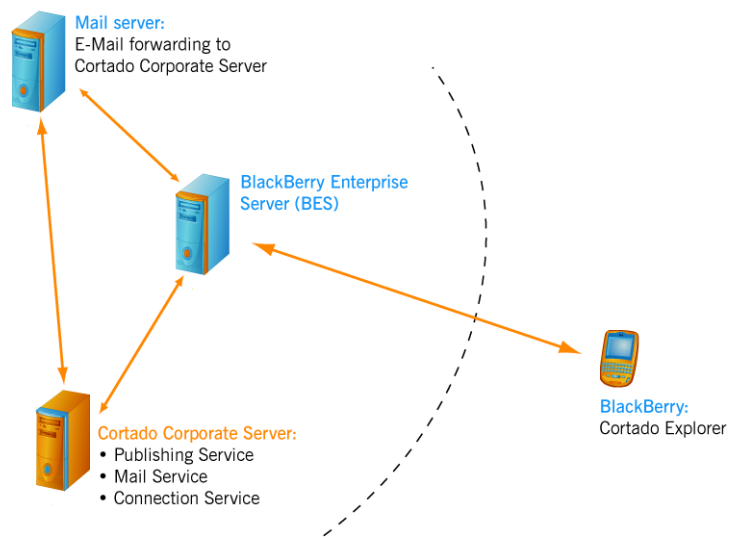 Mail server:
E-Mail forwarding to
Cortado Corporate Server
BlackBerry Enterprise
Server (BES)
BlackBerry:
Cortado Explorer
Cortado Corporate Server:
• Publishing Service
• Mail Service
• Connection Service